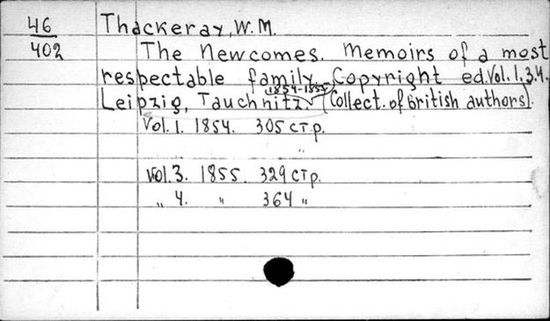 46 Thackeray, W. M.
402 The Newcomes. Memoirs of a most
respectable family. Copyright ed. Vol. 1, 3, 4.
1854-1855
Leipzig, Tauchnitz (Collect. of British authors).
Vol. 1. 1854. 305 стр.
Vol. 3. 1855. 329 стр.
„ 4. „ 364 „